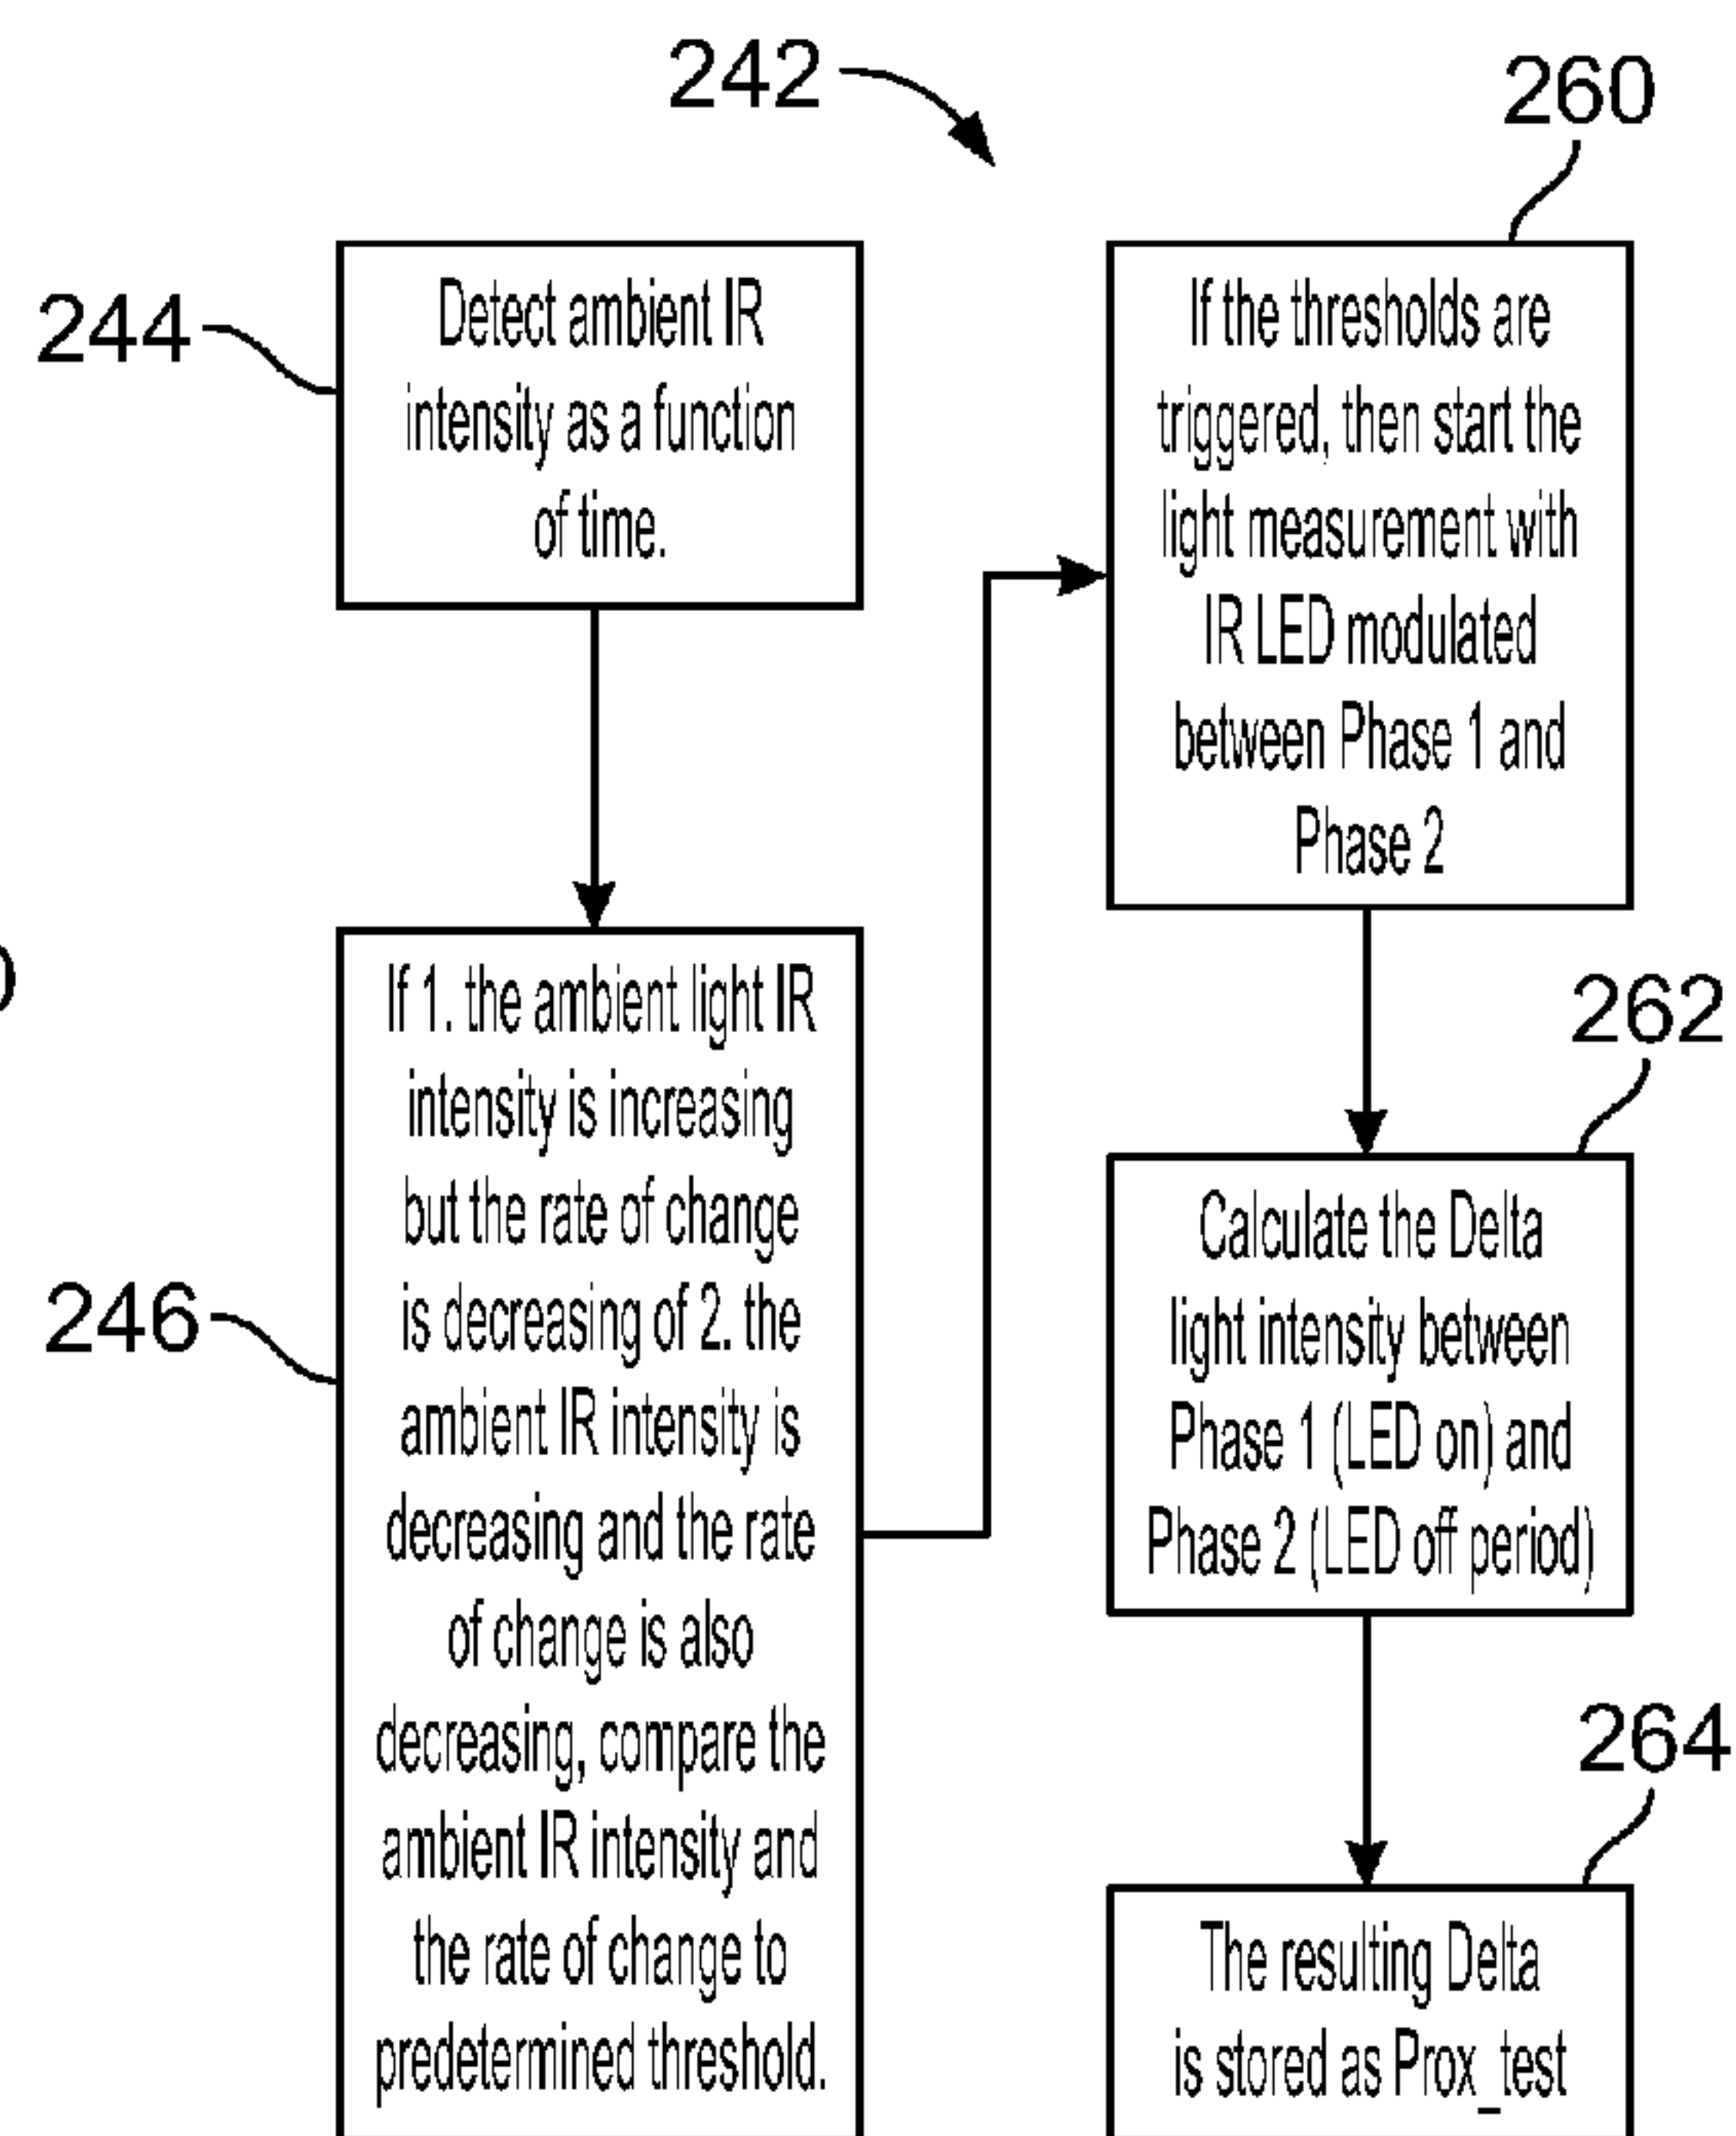 242
244
Detect ambient IR
intensity as a function
of time.
246
If 1. the ambient light IR
intensity is increasing
but the rate of change
is decreasing of 2. the
ambient IR intensity is
decreasing and the rate
of change is also
decreasing, compare the
ambient IR intensity and
the rate of change to
predetermined threshold.
260
If the thresholds are
triggered, then start the
light measurement with
IR LED modulated
between Phase 1 and
Phase 2
262
Calculate the Delta
light intensity between
Phase 1 (LED on) and
Phase 2 (LED off period)
264
The resulting Delta
is stored as Prox_test